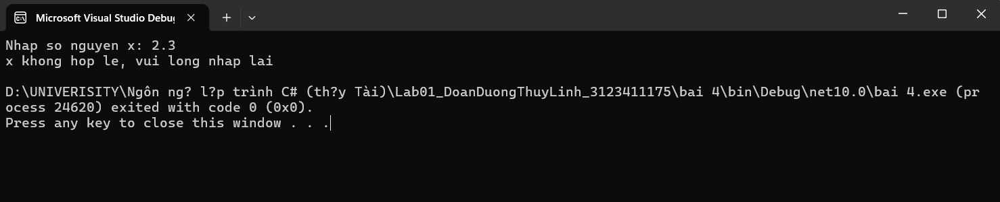 Microsoft Visual Studio Debug
Nhap so nguyen x: 2.3
x khong hop le, vui long nhap lai
D:\UNIVERISITY\Ngôn ng? l?p trình C# (th?y Tài)\Lab01_DoanDuongThuyLinh_3123411175\bai 4\bin\Debug\net10.0\bai 4.exe (pr
ocess 24620) exited with code 0 (0x0).
Press any key to close this window . . .